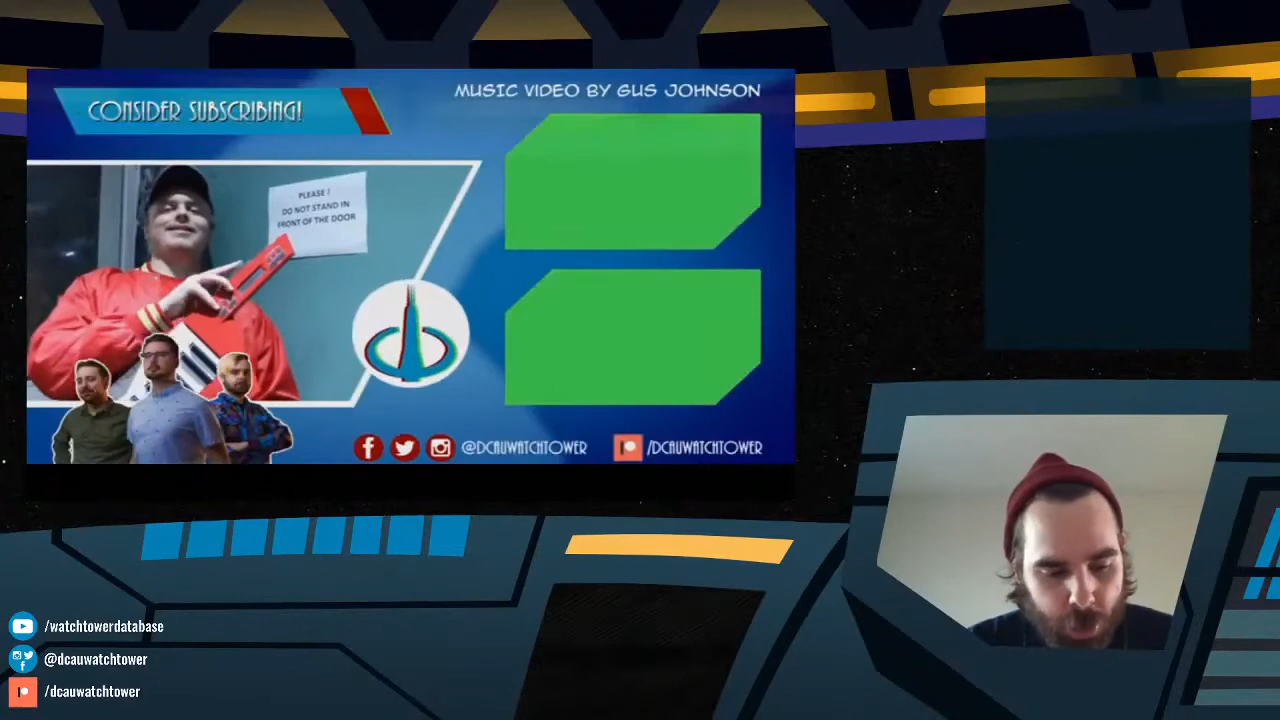 CONSIDER SUBSCRIBING!
MUSIC VIDEO BY GUS JOHNSON
PLEASE !
DO NOT STAND IN
FRONT OF THE DOOR
@DCAUWATCHTOWER
/DCAUWATCHTOWER
/watchtowerdatabase
@dcauwatchtower
/dcauwatchtower